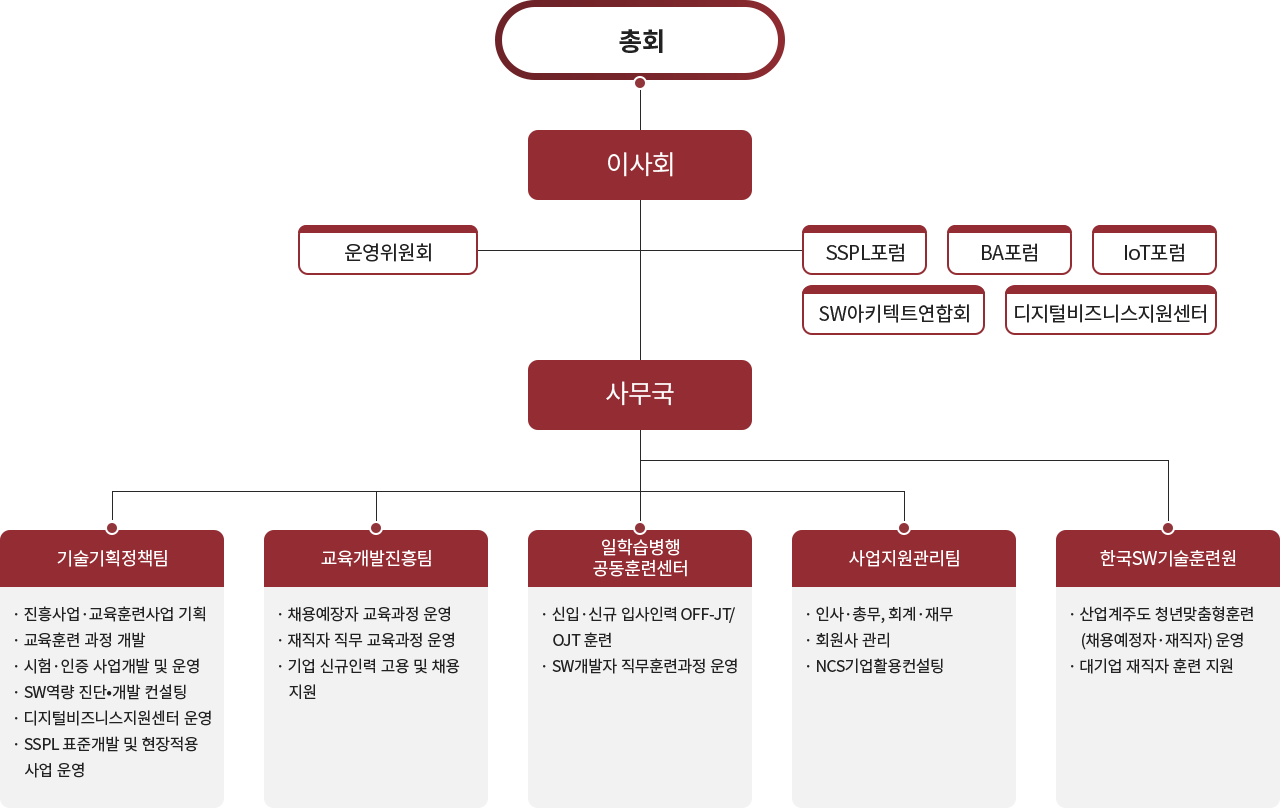 총회
이사회
운영위원회
SSPL포럼
BA포럼
IoT포럼
SW아키텍트연합회
디지털비즈니스지원센터
사무국
기술기획정책팀
· 진흥사업·교육훈련사업 기획
· 교육훈련 과정 개발
· 시험·인증 사업개발 및 운영
· SW역량 진단•개발 컨설팅
· 디지털비즈니스지원센터 운영
· SSPL 표준개발 및 현장적용
사업 운영
교육개발진흥팀
· 채용예장자 교육과정 운영
· 재직자 직무 교육과정 운영
· 기업 신규인력 고용 및 채용
지원
일학습병행
공동훈련센터
· 신입·신규 입사인력 OFF-JT/
OJT 훈련
· SW개발자 직무훈련과정 운영
사업지원관리팀
· 인사·총무, 회계·재무
· 회원사 관리
· NCS기업활용컨설팅
한국SW기술훈련원
· 산업계주도 청년맞춤형훈련
(채용예정자·재직자) 운영
· 대기업 재직자 훈련 지원